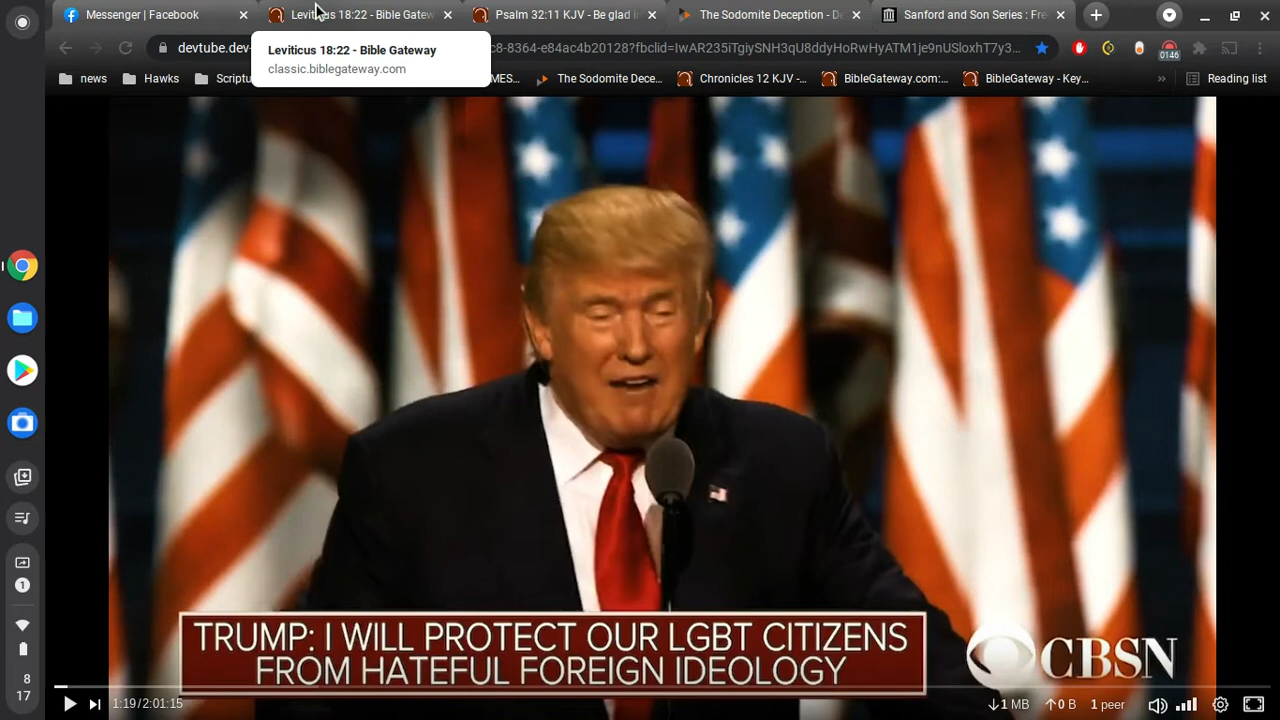 Messenger | Facebook
Leviticus 18:22 - Bible Gatew
Psalm 32:11 KJV - Be glad i
The Sodomite Deception - D
Sanford and Son Series : Fre
devtube.dev-
c8-8364-e84ac4b20128?fbclid=IwAR235iTgiySNH3qU8ddyHoRwHyATM1je9nUSloxhT7y3…
0146
Leviticus 18:22 - Bible Gateway
classic.biblegateway.com
news
Hawks
Scriptu
MES...
The Sodomite Dece...
Chronicles 12 KJV -...
BibleGateway.com:...
BibleGateway - Key...
»
Reading list
TRUMP: I WILL PROTECT OUR LGBT CITIZENS
FROM HATEFUL FOREIGN IDEOLOGY
CBSN
1:19/2:01:15
↓1 MB
↑0 B
1 peer
1
8
17